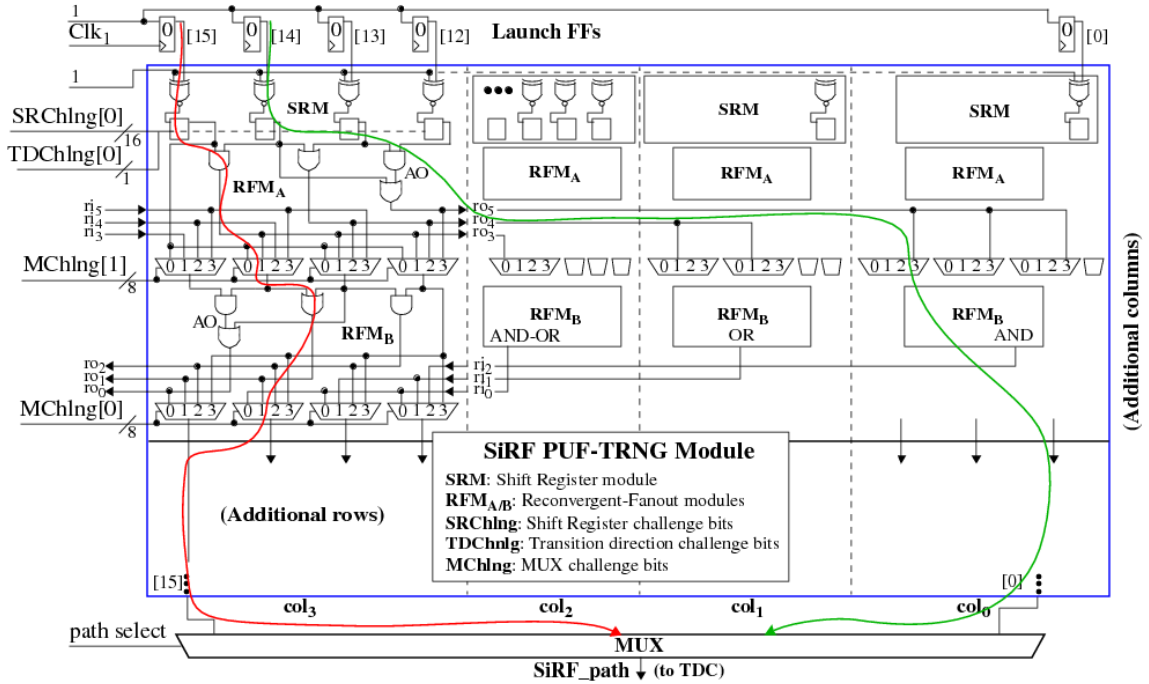 1
Clk1
0 [15] 0 [14] 0 [13] 0 [12] Launch FFs 0 [0]
1
SRM
SRM
SRM
SRChlng[0]
16
TDChlng[0]
1
RFMA
AO
RFMA
RFMA
RFMA
ri5
ri4
ri3
ro5
ro4
ro3
MChlng[1]
8
0 1 2 3 0 1 2 3 0 1 2 3 0 1 2 3 0 1 2 3 0 1 2 3 0 1 2 3 0 1 2 3 0 1 2 3 0 1 2 3
AO
RFMB
RFMB
AND-OR
RFMB
OR
RFMB
AND
ro2
ro1
ro0
ri2
ri1
ri0
MChlng[0]
8
0 1 2 3 0 1 2 3 0 1 2 3 0 1 2 3
(Additional columns)
SiRF PUF-TRNG Module
SRM: Shift Register module
RFMA/B: Reconvergent-Fanout modules
SRChlng: Shift Register challenge bits
TDChnlg: Transition direction challenge bits
MChlng: MUX challenge bits
(Additional rows)
[15]
[0]
col3 col2 col1 col0
path select
MUX
SiRF_path (to TDC)